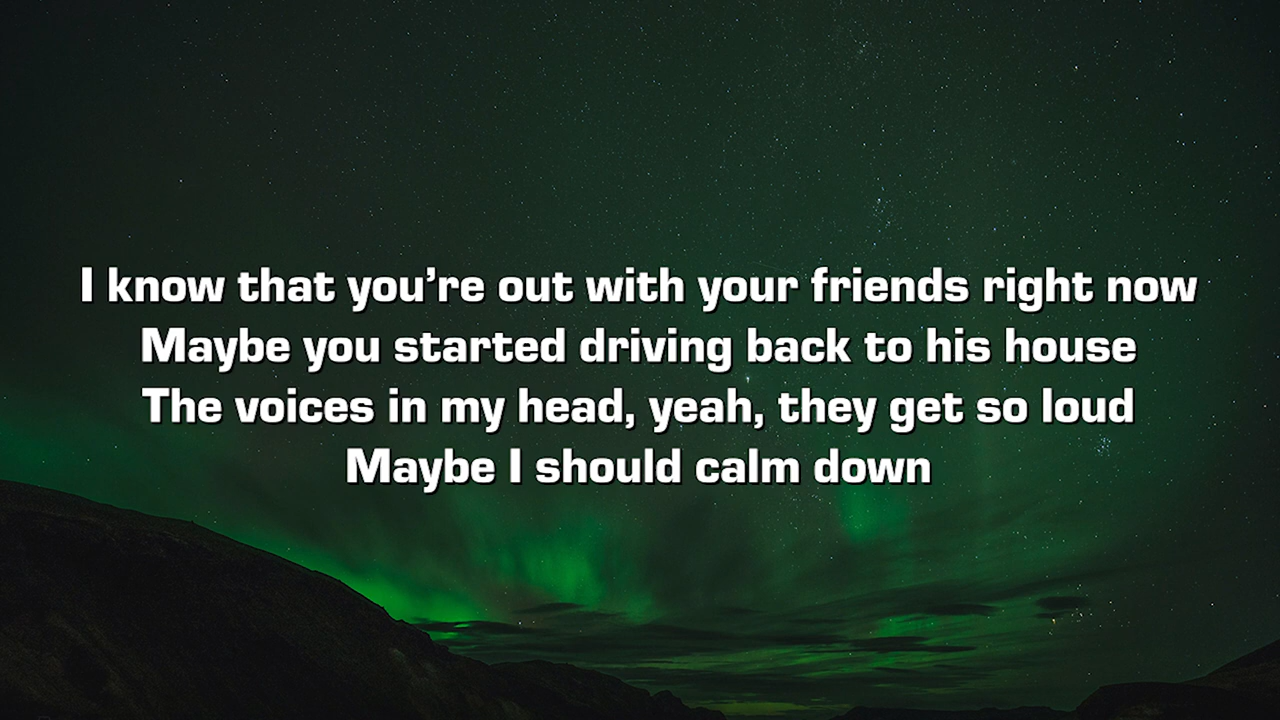 I know that you’re out with your friends right now
Maybe you started driving back to his house
The voices in my head, yeah, they get so loud
Maybe I should calm down